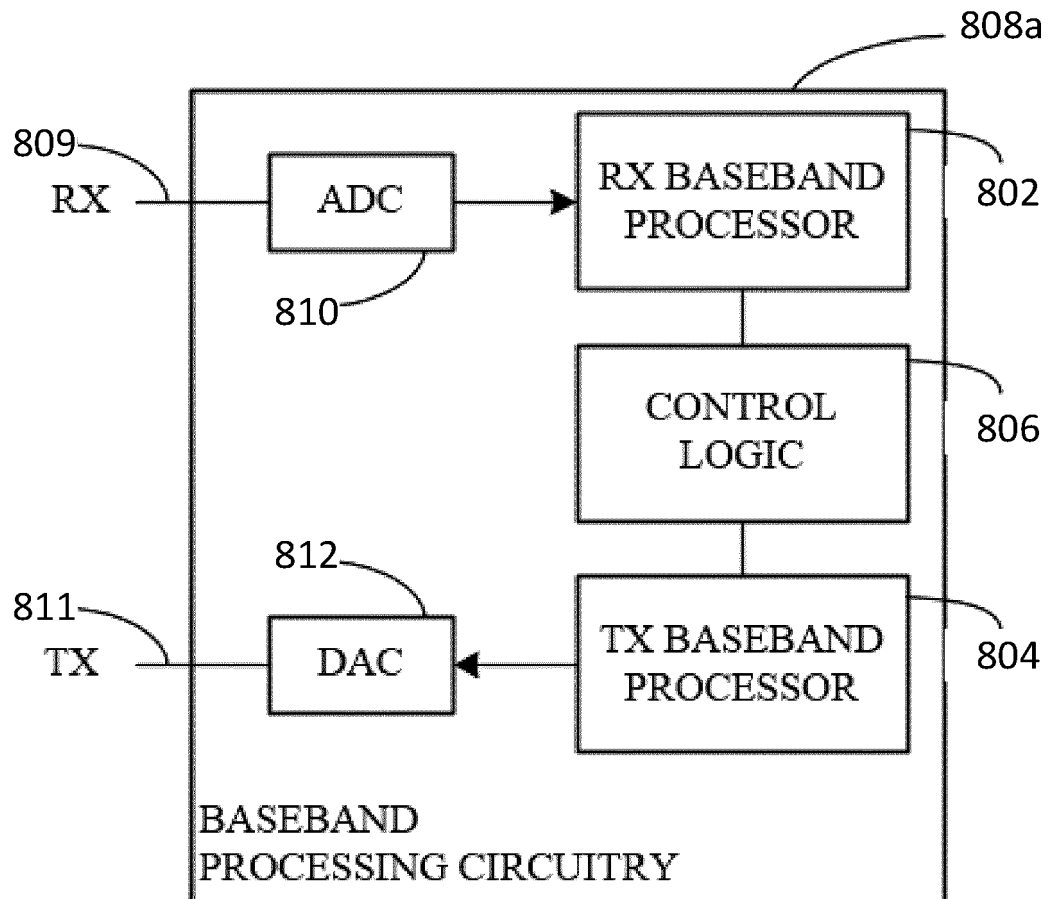 808a
809
RX
ADC
810
RX BASEBAND
PROCESSOR
802
CONTROL
LOGIC
806
812
811
TX
DAC
TX BASEBAND
PROCESSOR
804
BASEBAND
PROCESSING CIRCUITRY